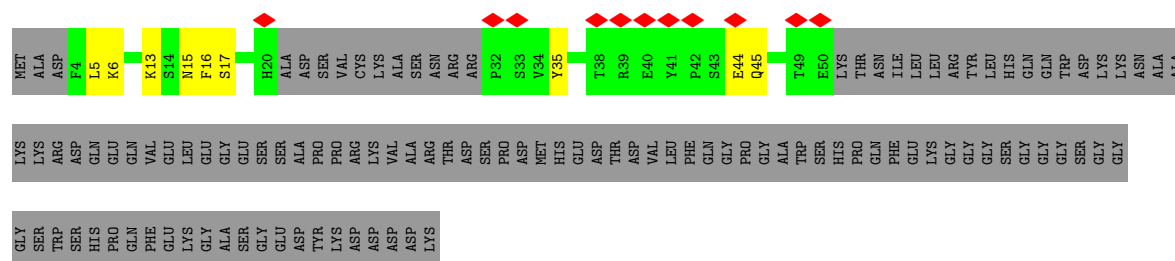 MET ALA ASP F4 L5 K6 K13 S14 N15 F16 S17 H20 ALA ASP SER VAL CYS LYS ALA SER ASN ARG ARG P32 S33 V34 Y35 T38 R39 E40 Y41 P42 S43 E44 Q45 T49 E50 LYS THR ASN ILE LEU LEU ARG TYR LEU HIS GLN GLN TRP ASP LYS LYS ASN ALA ALA
LYS LYS ARG ASP GLN GLU GLN VAL GLU LEU GLU GLY GLU SER SER ALA PRO PRO ARG LYS VAL ALA ARG THR ASP SER PRO ASP MET HIS GLU ASP THR ASP VAL LEU PHE GLN GLY PRO GLY ALA TRP SER HIS PRO GLN PHE GLU LYS GLY GLY GLY SER GLY GLY GLY SER GLY GLY
GLY SER TRP SER HIS PRO GLN PHE GLU LYS GLY ALA SER GLY GLU ASP TYR LYS ASP ASP ASP ASP LYS